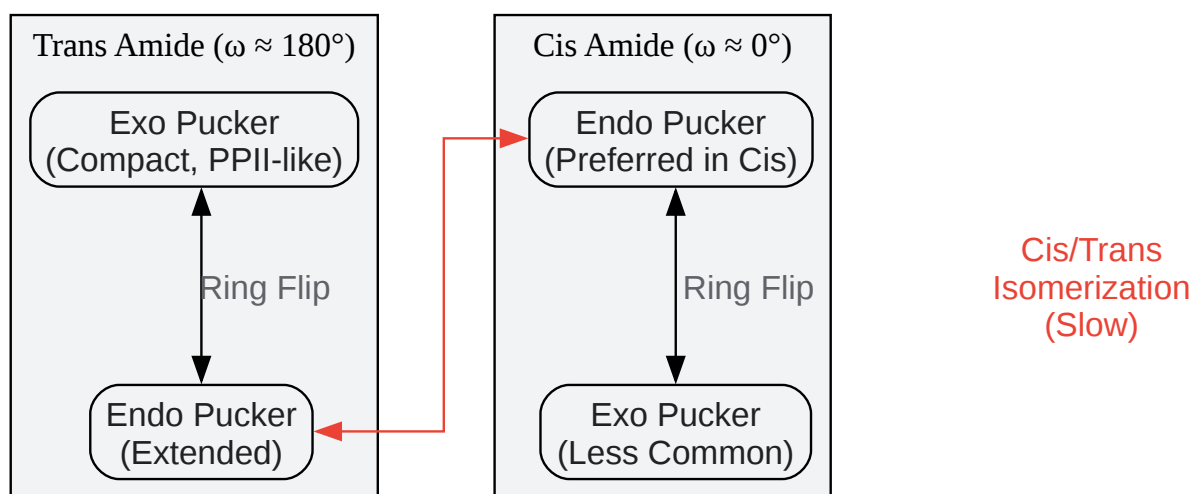 Trans Amide (ω ≈ 180°)
Exo Pucker
(Compact, PPII-like)
Ring Flip
Endo Pucker
(Extended)
Cis Amide (ω ≈ 0°)
Endo Pucker
(Preferred in Cis)
Ring Flip
Exo Pucker
(Less Common)
Cis/Trans
Isomerization
(Slow)